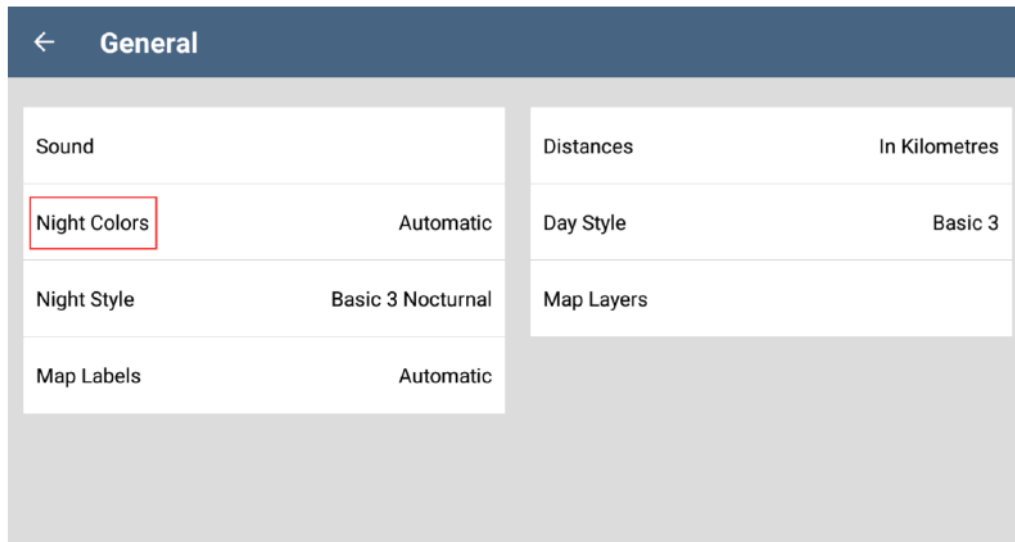 General
Sound
Distances In Kilometres
Night Colors Automatic
Day Style Basic 3
Night Style Basic 3 Nocturnal
Map Layers
Map Labels Automatic